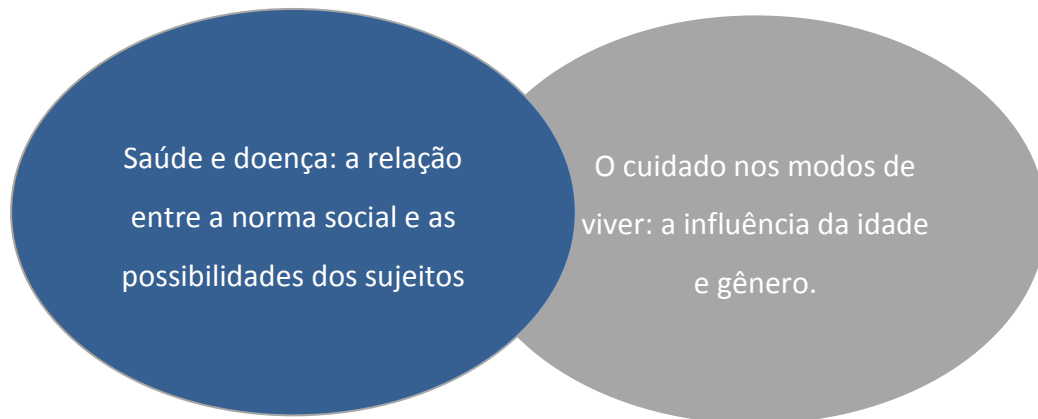 Saúde e doença: a relação
entre a norma social e as
possibilidades dos sujeitos
O cuidado nos modos de
viver: a influência da idade
e gênero.